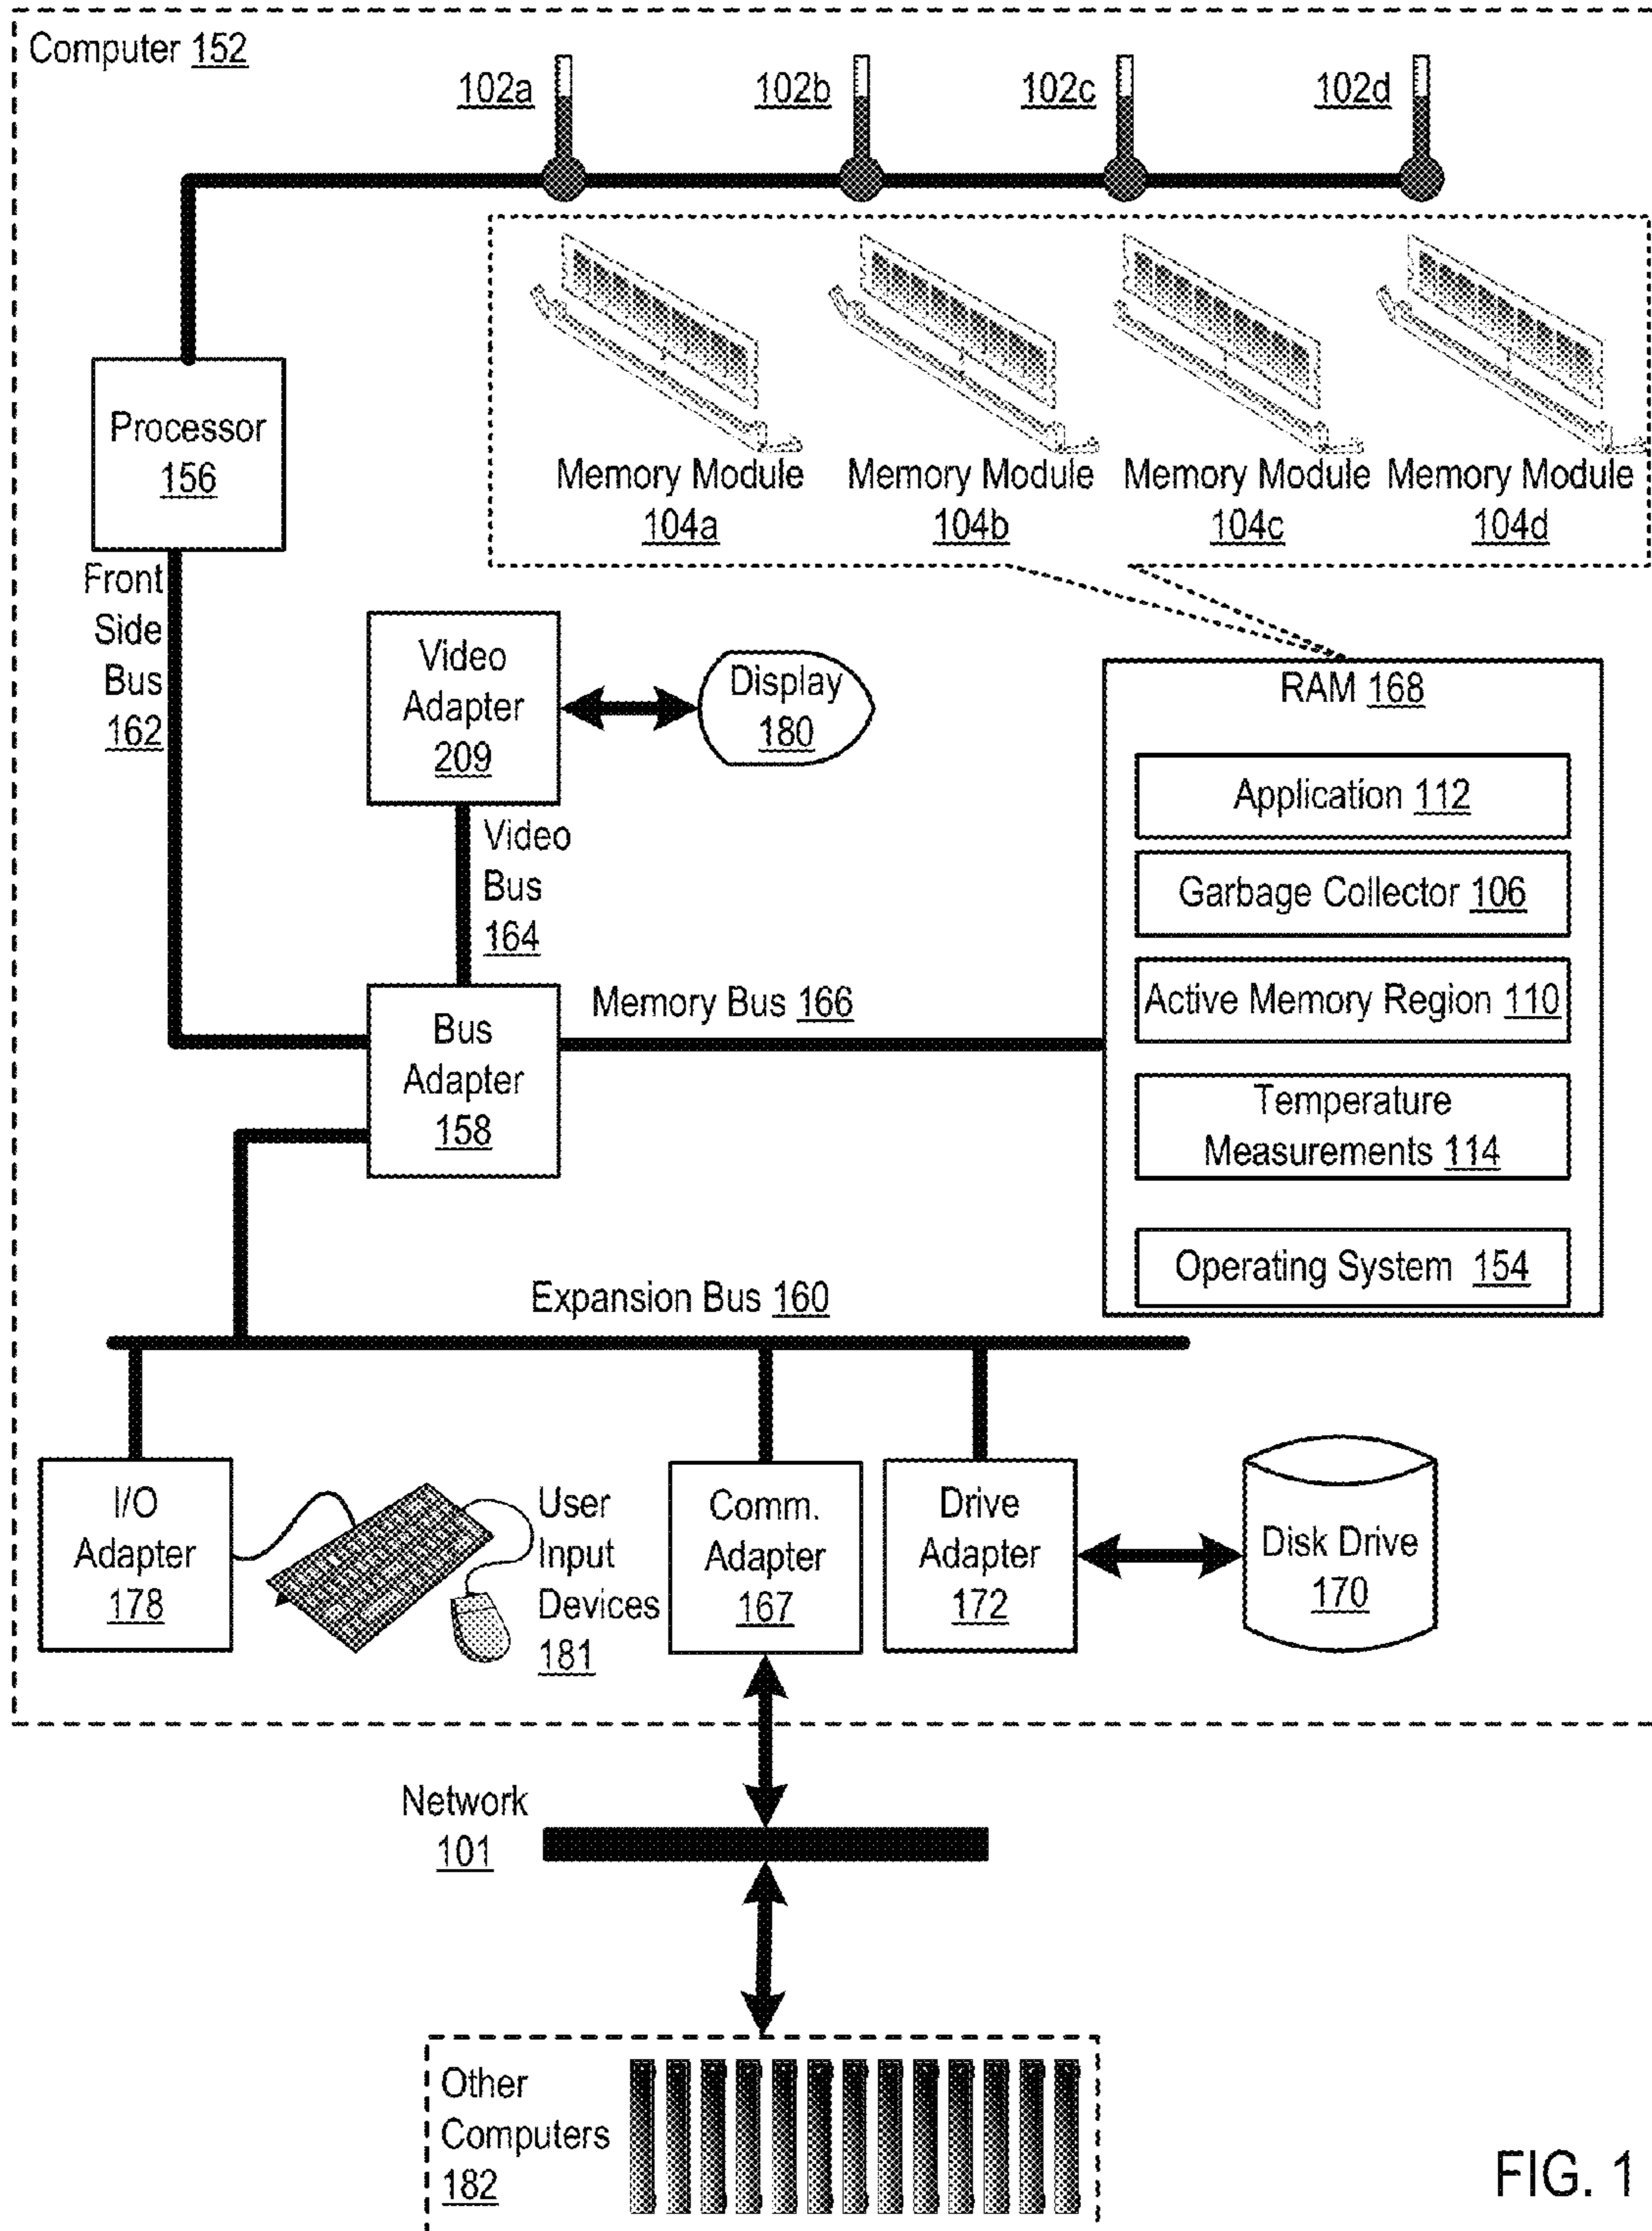 Computer 152
102a
102b
102c
102d
Processor
156
Memory Module
104a
Memory Module
104b
Memory Module
104c
Memory Module
104d
Front
Side
Bus
162
Video
Adapter
209
Display
180
Video
Bus
164
RAM 168
Application 112
Garbage Collector 106
Active Memory Region 110
Temperature
Measurements 114
Operating System 154
Bus
Adapter
158
Memory Bus 166
Expansion Bus 160
I/O
Adapter
178
User
Input
Devices
181
Comm.
Adapter
167
Drive
Adapter
172
Disk Drive
170
Network
101
Other
Computers
182
FIG. 1